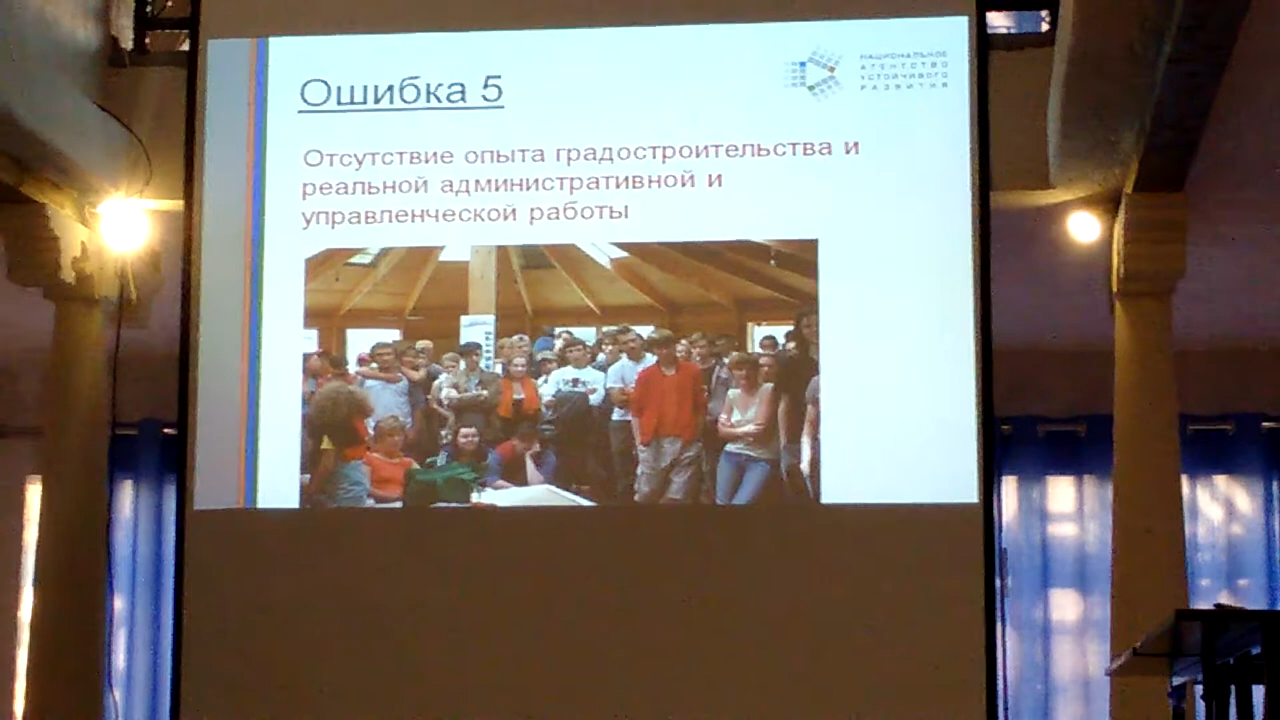 Ошибка 5
НАЦИОНАЛЬНОЕ
АГЕНТСТВО
УСТОЙЧИВОГО
РАЗВИТИЯ
Отсутствие опыта градостроительства и
реальной административной и
управленческой работы